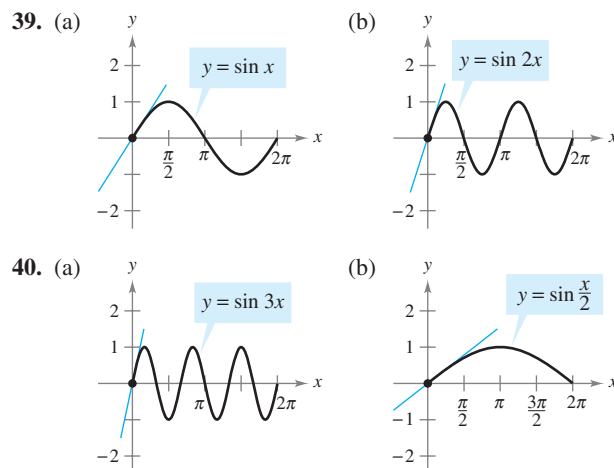 39. (a)
y
2
1
−2
y = sin x
π/2
π
2π
x
(b)
y
2
1
−2
y = sin 2x
π/2
π
2π
x
40. (a)
y
2
1
−2
y = sin 3x
π
2π
x
(b)
y
2
−1
−2
y = sin x/2
π/2
π
3π/2
2π
x